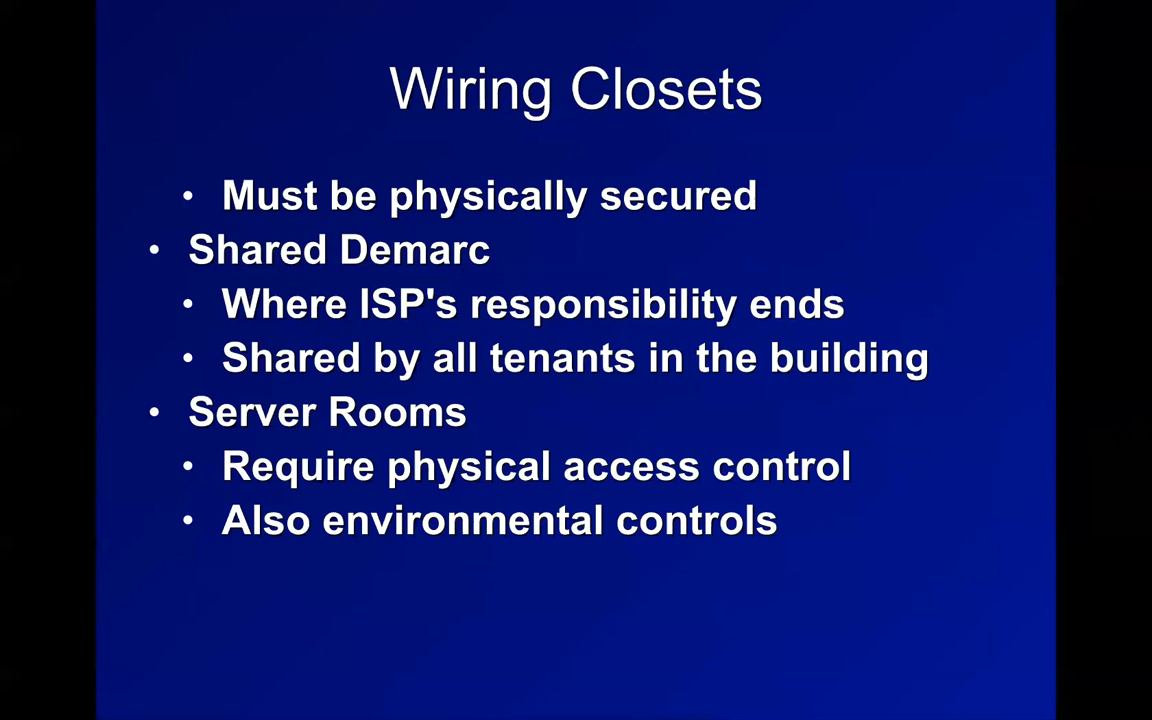 Wiring Closets
• Must be physically secured
• Shared Demarc
• Where ISP's responsibility ends
• Shared by all tenants in the building
• Server Rooms
• Require physical access control
• Also environmental controls